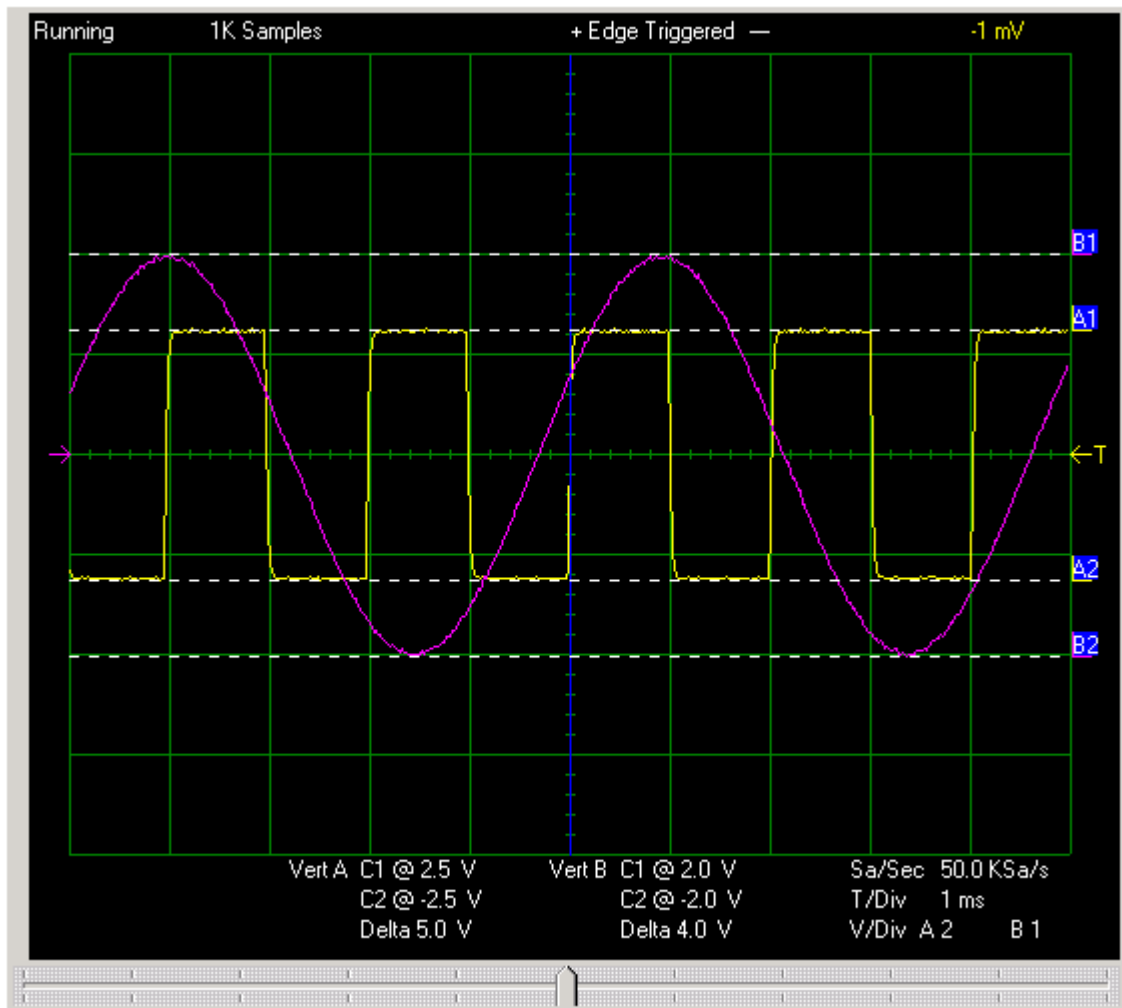 Running 1K Samples + Edge Triggered — -1 mV
B1
A1
T
A2
B2
Vert A C1 @ 2.5 V Vert B C1 @ 2.0 V Sa/Sec 50.0 KSa/s
C2 @ -2.5 V C2 @ -2.0 V T/Div 1 ms
Delta 5.0 V Delta 4.0 V V/Div A 2 B 1